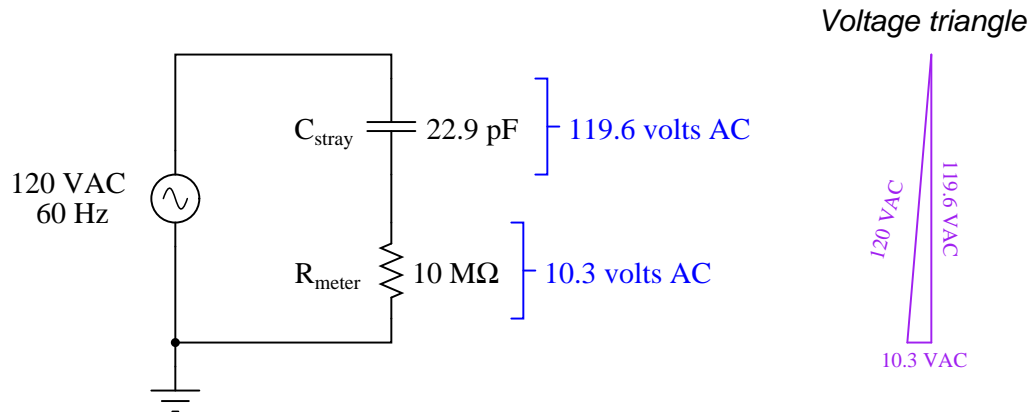 Voltage triangle
120 VAC
60 Hz
Cstray
22.9 pF
119.6 volts AC
Rmeter
10 MΩ
10.3 volts AC
120 VAC
119.6 VAC
10.3 VAC